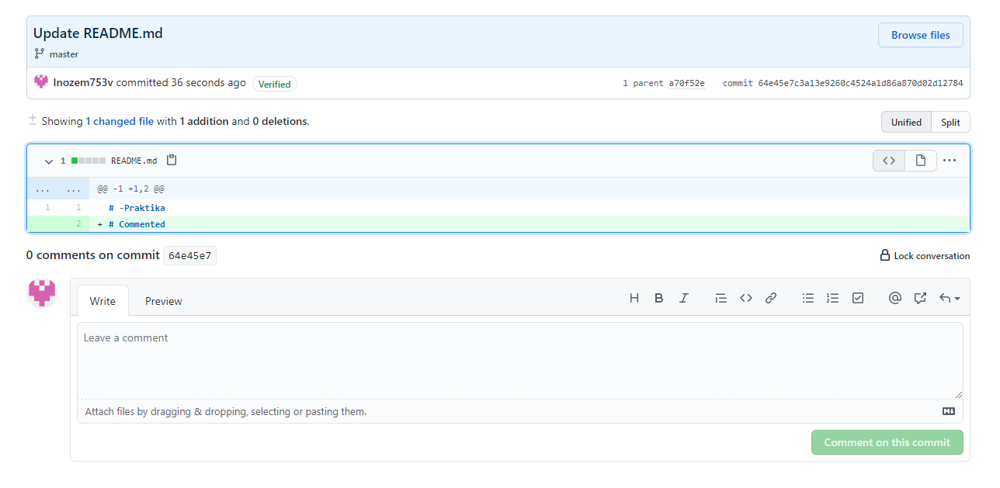 Update README.md
Browse files
master
Inozem753v committed 36 seconds ago Verified
1 parent a70f52e commit 64e45e7c3a13e9260c4524a1d86a870d02d12784
Showing 1 changed file with 1 addition and 0 deletions.
Unified Split
1 README.md
... ... @@ -1 +1,2 @@
1 1 # -Praktika
2 + # Commented
0 comments on commit 64e45e7
Lock conversation
Write Preview
Leave a comment
Attach files by dragging & dropping, selecting or pasting them.
Comment on this commit